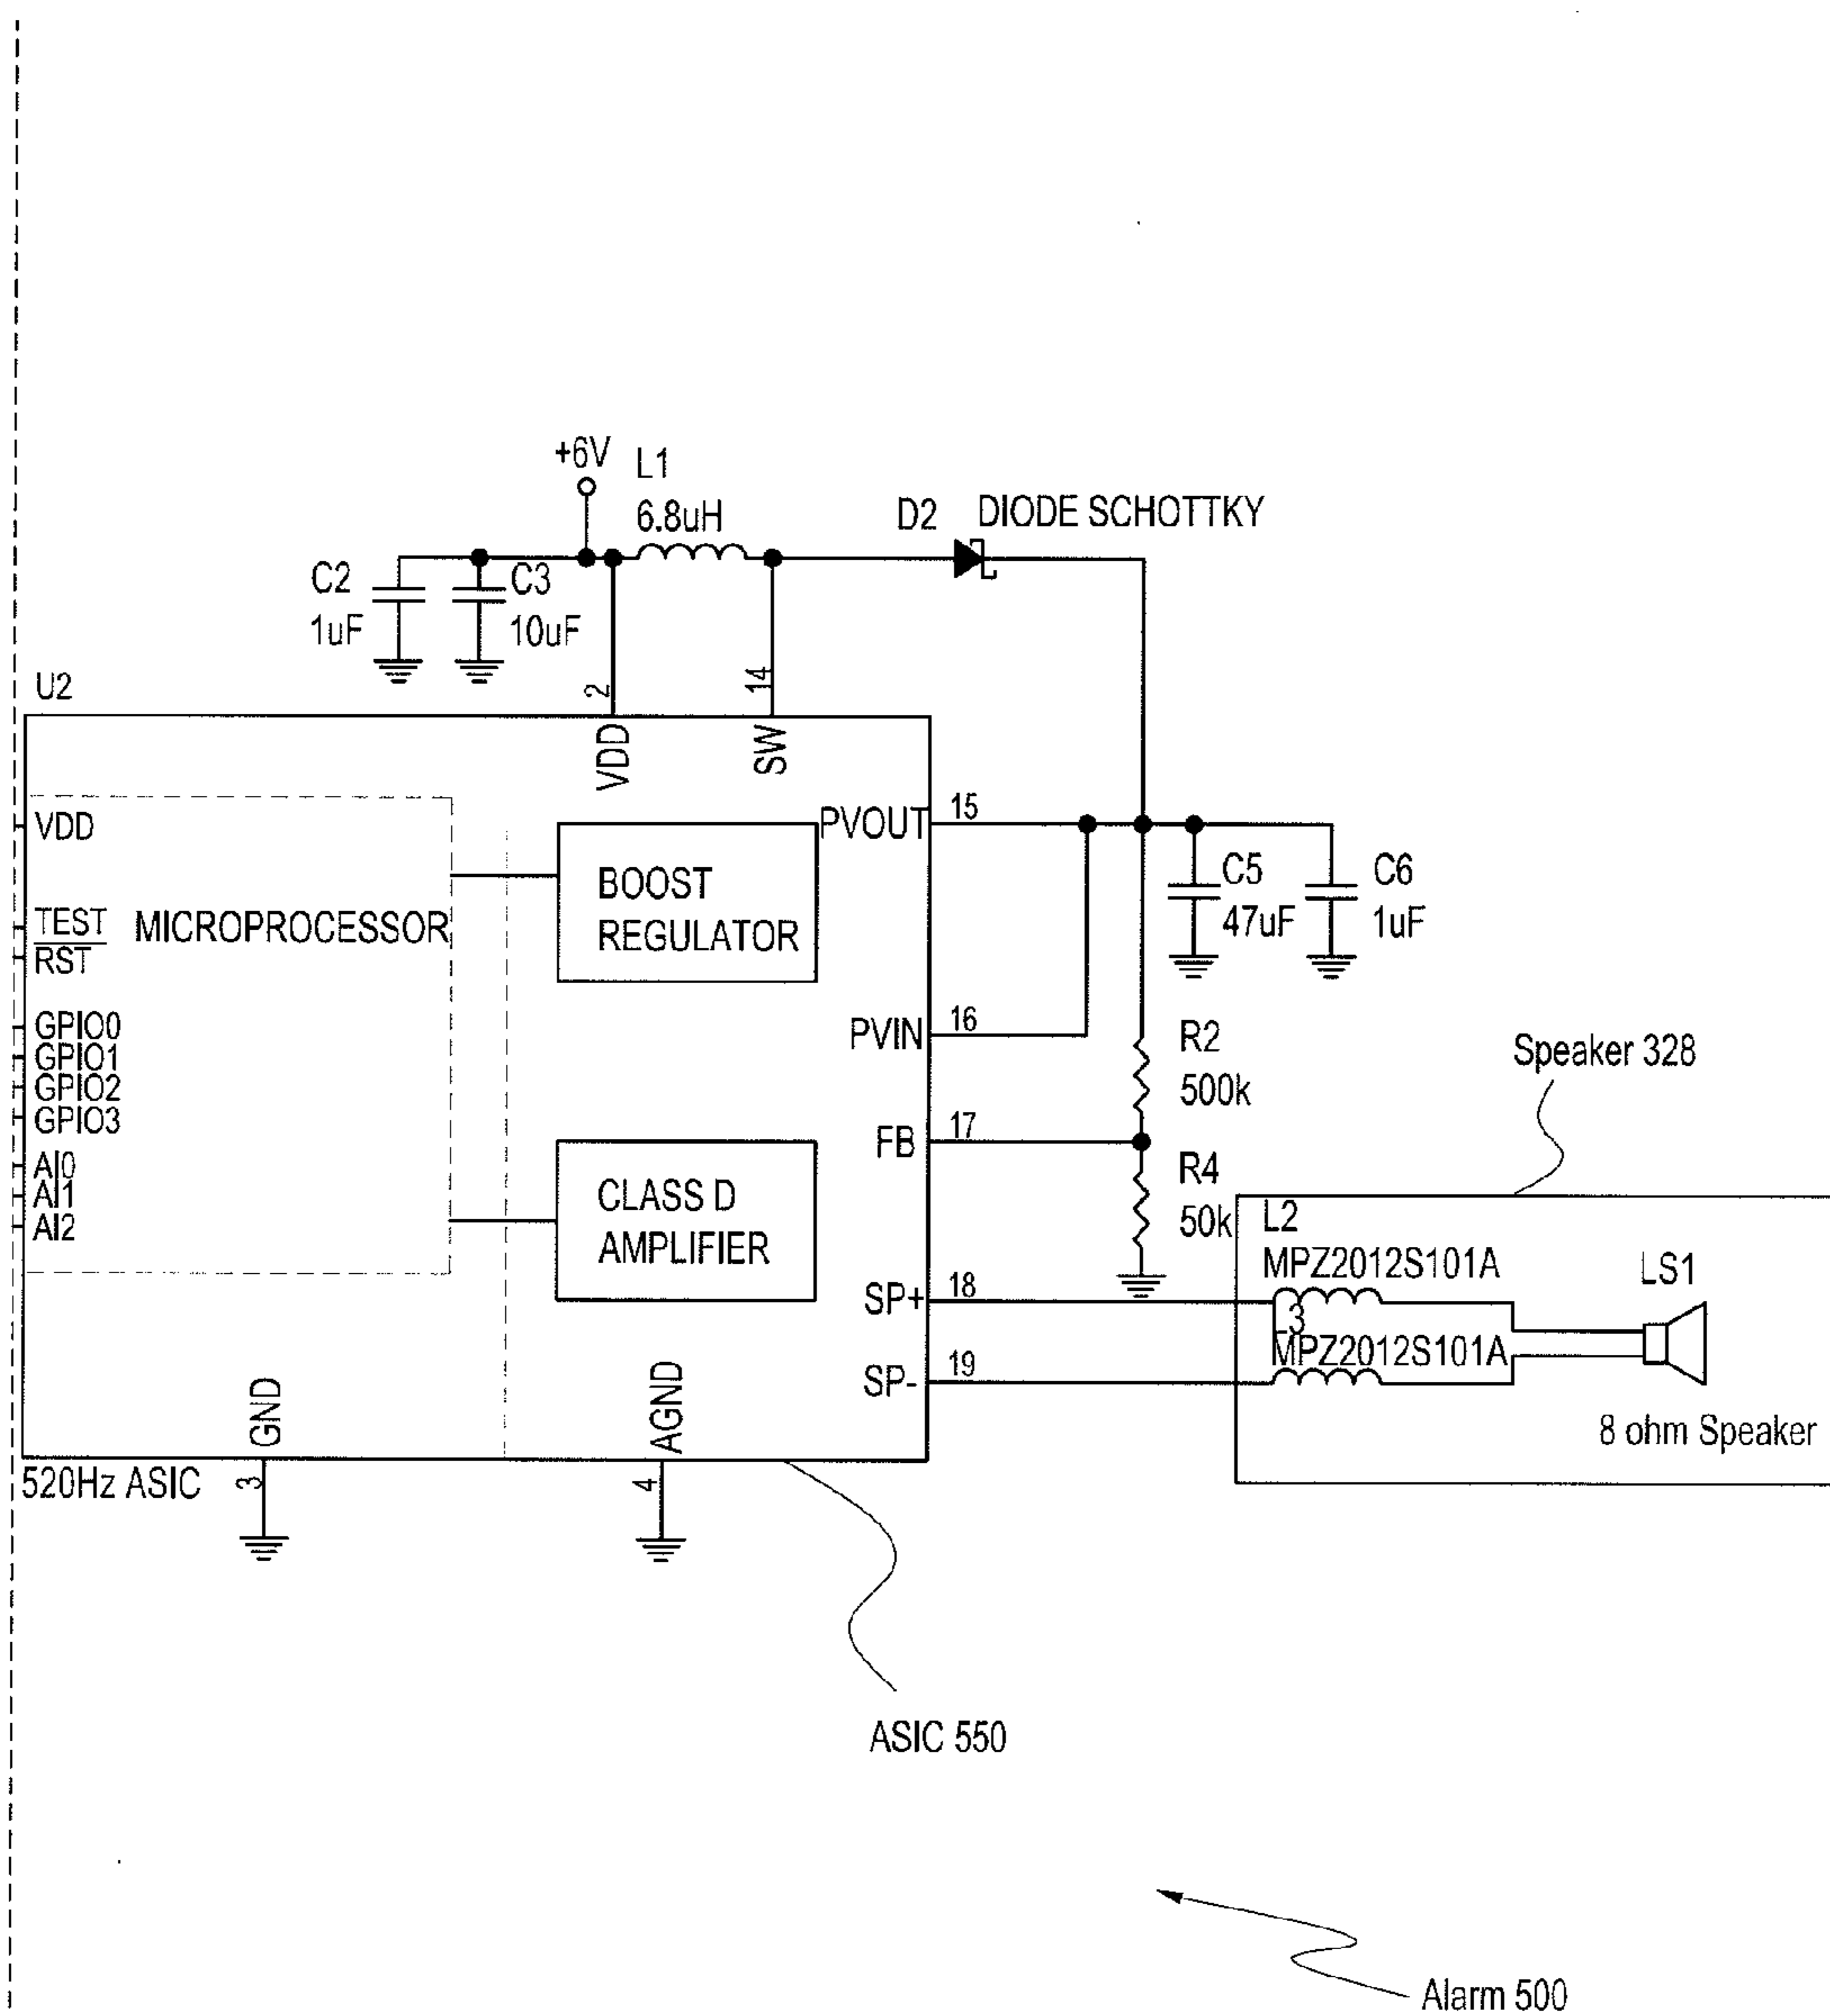 +6V
L1
6.8uH
D2
DIODE SCHOTTKY
C2
1uF
C3
10uF
U2
2
14
VDD
SW
VDD
TEST
RST
MICROPROCESSOR
GPIO0
GPIO1
GPIO2
GPIO3
AI0
AI1
AI2
BOOST
REGULATOR
CLASS D
AMPLIFIER
PVOUT
15
PVIN
16
FB
17
SP+
18
SP-
19
C5
47uF
C6
1uF
R2
500k
R4
50k
Speaker 328
L2
MPZ2012S101A
L3
MPZ2012S101A
LS1
8 ohm Speaker
GND
3
AGND
4
520Hz ASIC
ASIC 550
Alarm 500